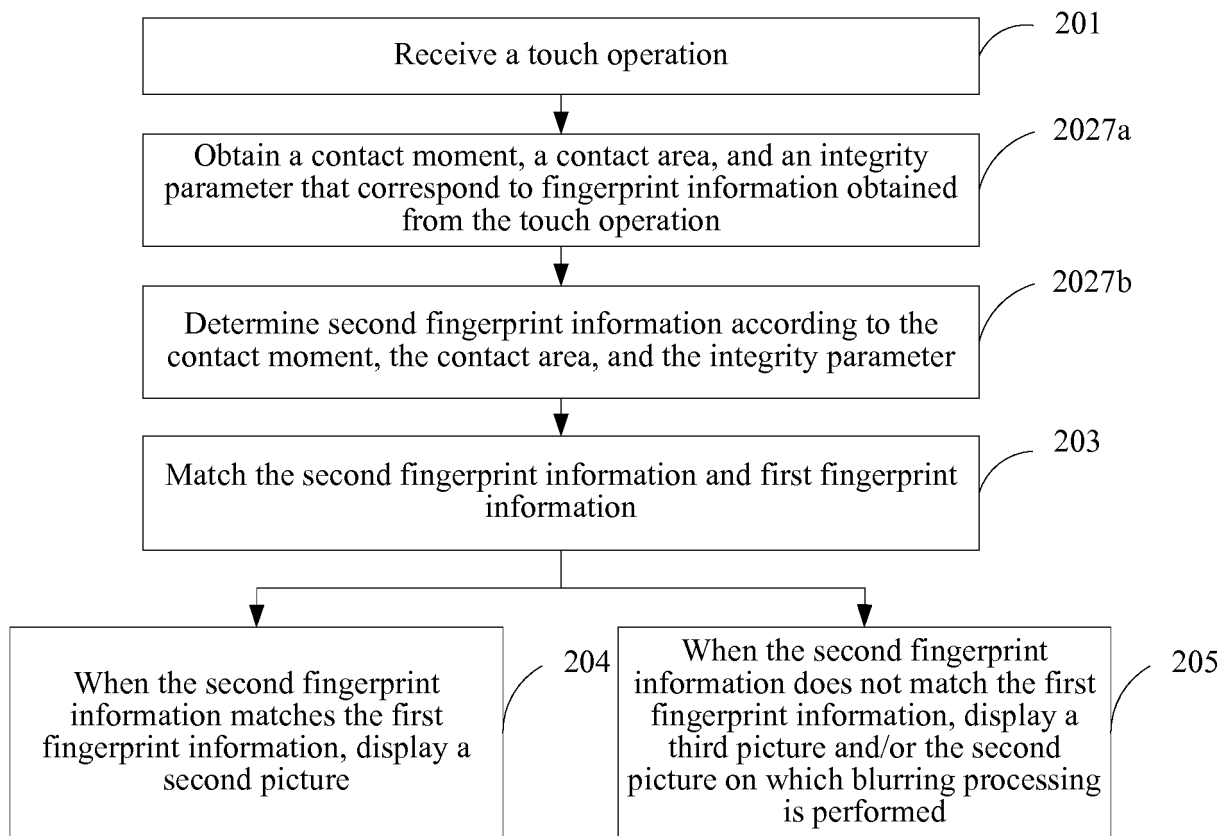 201
Receive a touch operation
2027a
Obtain a contact moment, a contact area, and an integrity
parameter that correspond to fingerprint information obtained
from the touch operation
2027b
Determine second fingerprint information according to the
contact moment, the contact area, and the integrity parameter
203
Match the second fingerprint information and first fingerprint
information
204
When the second fingerprint
information matches the first
fingerprint information, display a
second picture
205
When the second fingerprint
information does not match the first
fingerprint information, display a
third picture and/or the second
picture on which blurring processing
is performed